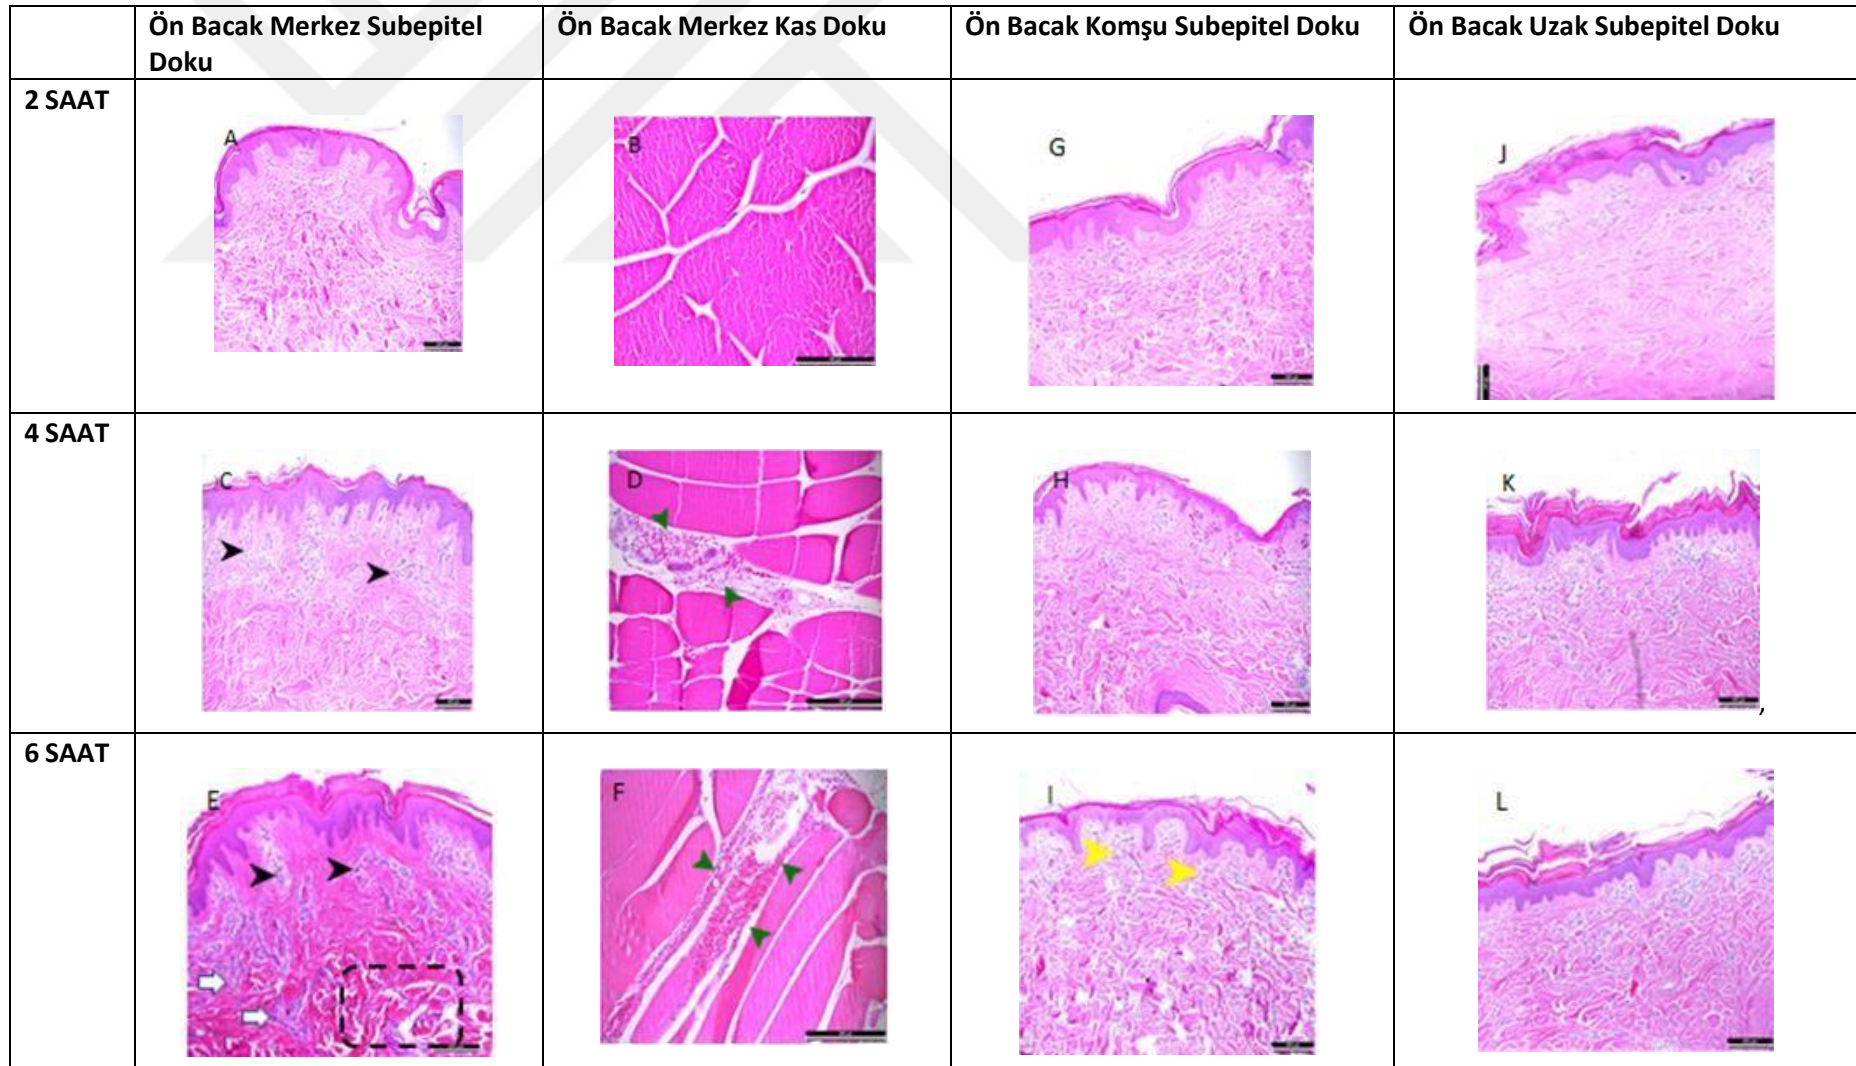 Ön Bacak Merkez Subepitel
Doku
Ön Bacak Merkez Kas Doku
Ön Bacak Komşu Subepitel Doku
Ön Bacak Uzak Subepitel Doku
2 SAAT
A
B
G
J
4 SAAT
C
D
H
K
,
6 SAAT
E
F
I
L